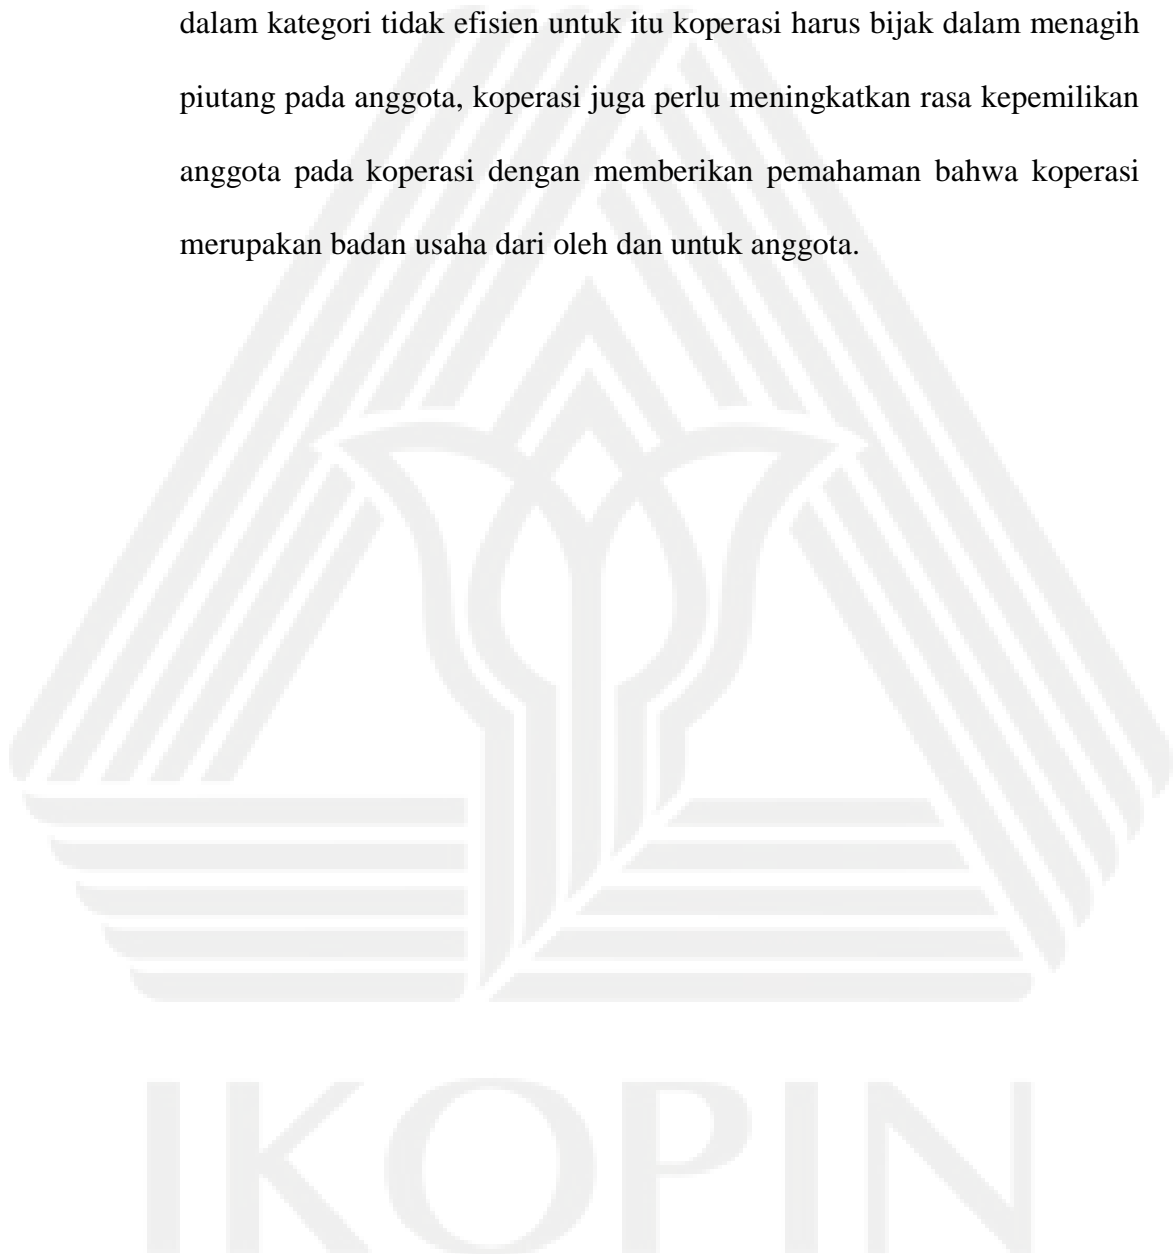 dalam kategori tidak efisien untuk itu koperasi harus bijak dalam menagih
piutang pada anggota, koperasi juga perlu meningkatkan rasa kepemilikan
anggota pada koperasi dengan memberikan pemahaman bahwa koperasi
merupakan badan usaha dari oleh dan untuk anggota.
IKOPIN